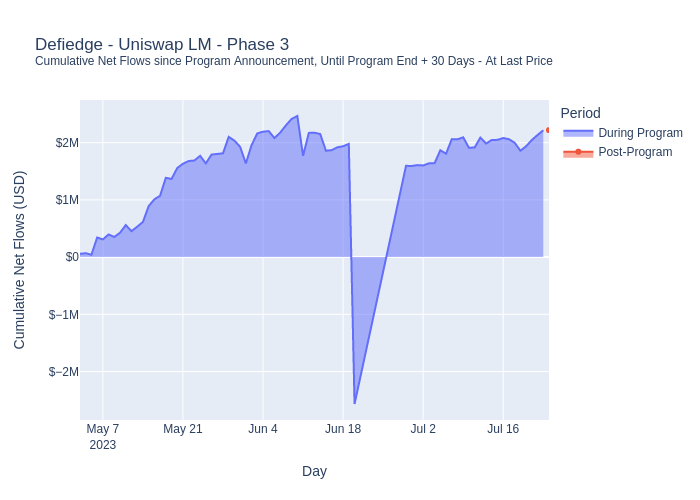 Defiedge - Uniswap LM - Phase 3
Cumulative Net Flows since Program Announcement, Until Program End + 30 Days - At Last Price
Period
During Program
Post-Program
Cumulative Net Flows (USD)
$2M
$1M
$0
$−1M
$−2M
May 7
2023
May 21
Jun 4
Jun 18
Jul 2
Jul 16
Day